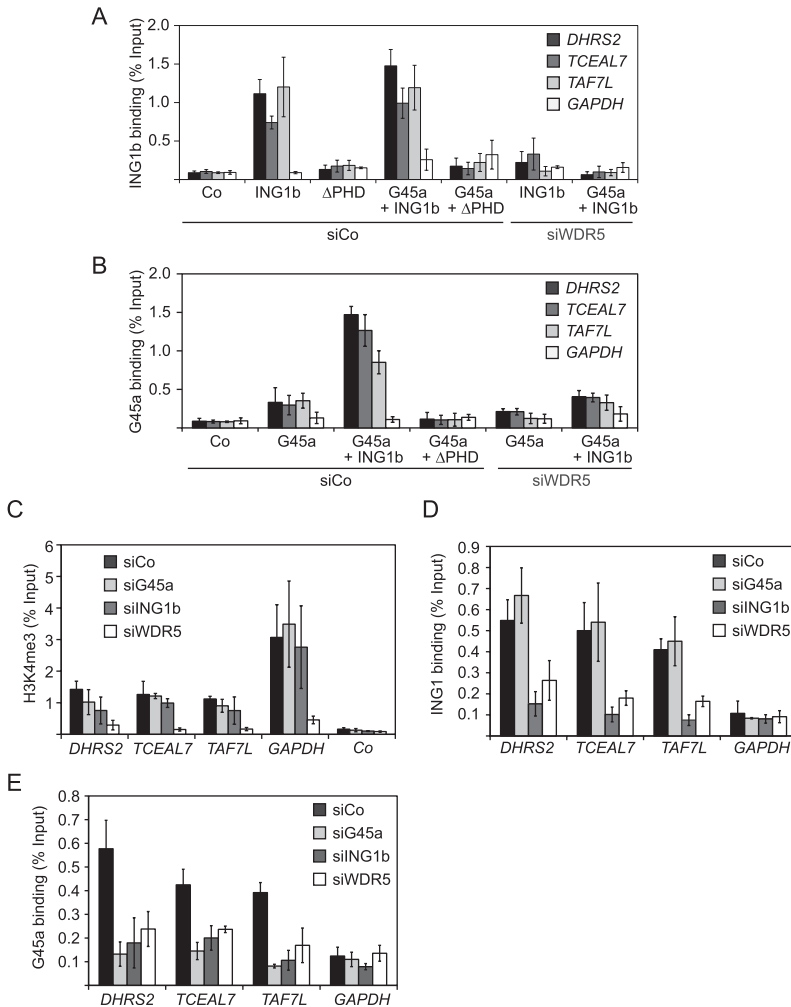 A
ING1b binding (% Input)
2.0
1.5
1.0
0.5
DHRS2
TCEAL7
TAF7L
GAPDH
Co ING1b ΔPHD G45a + ING1b G45a + ΔPHD ING1b G45a + ING1b
siCo siWDR5
B
G45a binding (% Input)
2.0
1.5
1.0
0.5
DHRS2
TCEAL7
TAF7L
GAPDH
Co G45a G45a + ING1b G45a + ΔPHD G45a G45a + ING1b
siCo siWDR5
C
H3K4me3 (% Input)
6
5
4
3
2
1
siCo
siG45a
siING1b
siWDR5
DHRS2 TCEAL7 TAF7L GAPDH Co
D
ING1 binding (% Input)
0.9
0.8
0.7
0.6
0.5
0.4
0.3
0.2
0.1
siCo
siG45a
siING1b
siWDR5
DHRS2 TCEAL7 TAF7L GAPDH
E
G45a binding (% Input)
0.8
0.7
0.6
0.5
0.4
0.3
0.2
0.1
siCo
siG45a
siING1b
siWDR5
DHRS2 TCEAL7 TAF7L GAPDH